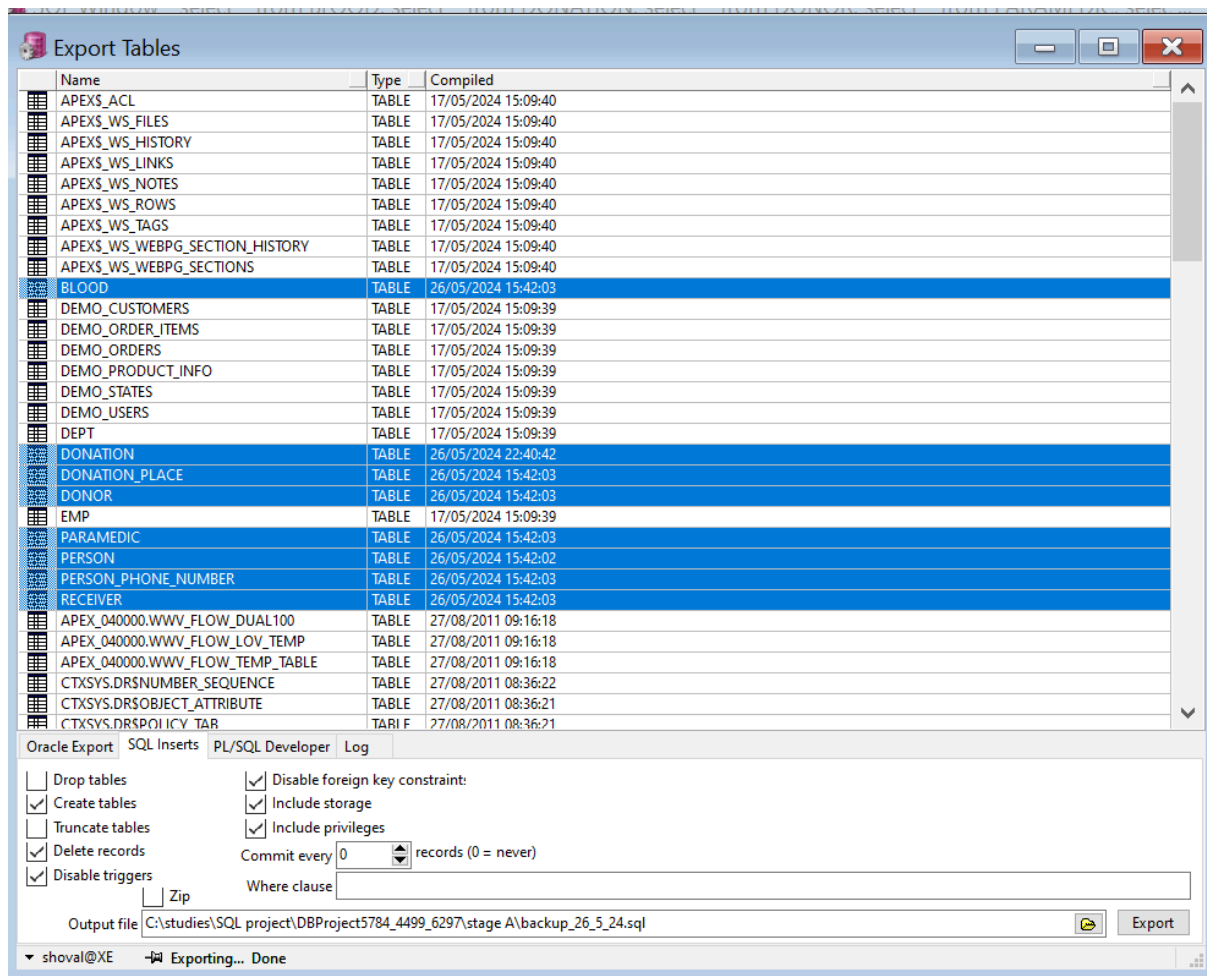 Export Tables
Name Type Compiled
APEX$_ACL TABLE 17/05/2024 15:09:40
APEX$_WS_FILES TABLE 17/05/2024 15:09:40
APEX$_WS_HISTORY TABLE 17/05/2024 15:09:40
APEX$_WS_LINKS TABLE 17/05/2024 15:09:40
APEX$_WS_NOTES TABLE 17/05/2024 15:09:40
APEX$_WS_ROWS TABLE 17/05/2024 15:09:40
APEX$_WS_TAGS TABLE 17/05/2024 15:09:40
APEX$_WS_WEBPG_SECTION_HISTORY TABLE 17/05/2024 15:09:40
APEX$_WS_WEBPG_SECTIONS TABLE 17/05/2024 15:09:40
BLOOD TABLE 26/05/2024 15:42:03
DEMO_CUSTOMERS TABLE 17/05/2024 15:09:39
DEMO_ORDER_ITEMS TABLE 17/05/2024 15:09:39
DEMO_ORDERS TABLE 17/05/2024 15:09:39
DEMO_PRODUCT_INFO TABLE 17/05/2024 15:09:39
DEMO_STATES TABLE 17/05/2024 15:09:39
DEMO_USERS TABLE 17/05/2024 15:09:39
DEPT TABLE 17/05/2024 15:09:39
DONATION TABLE 26/05/2024 22:40:42
DONATION_PLACE TABLE 26/05/2024 15:42:03
DONOR TABLE 26/05/2024 15:42:03
EMP TABLE 17/05/2024 15:09:39
PARAMEDIC TABLE 26/05/2024 15:42:03
PERSON TABLE 26/05/2024 15:42:02
PERSON_PHONE_NUMBER TABLE 26/05/2024 15:42:03
RECEIVER TABLE 26/05/2024 15:42:03
APEX_040000.WWV_FLOW_DUAL100 TABLE 27/08/2011 09:16:18
APEX_040000.WWV_FLOW_LOV_TEMP TABLE 27/08/2011 09:16:18
APEX_040000.WWV_FLOW_TEMP_TABLE TABLE 27/08/2011 09:16:18
CTXSYS.DR$NUMBER_SEQUENCE TABLE 27/08/2011 08:36:22
CTXSYS.DR$OBJECT_ATTRIBUTE TABLE 27/08/2011 08:36:21
CTXSYS.DR$POLICY_TAB TABLE 27/08/2011 08:36:21
Oracle Export SQL Inserts PL/SQL Developer Log
Drop tables Disable foreign key constraints
Create tables Include storage
Truncate tables Include privileges
Delete records Commit every 0 records (0 = never)
Disable triggers Where clause
Zip
Output file C:\studies\SQL project\DBProject5784_4499_6297\stage A\backup_26_5_24.sql Export
shoval@XE Exporting... Done